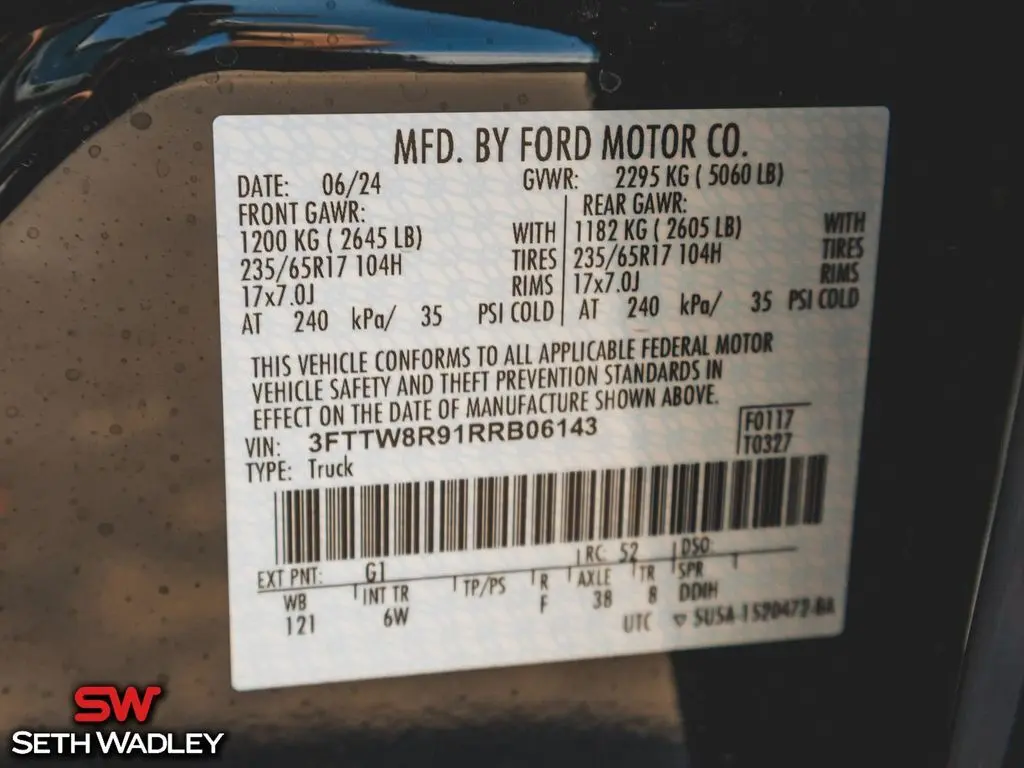 MFD. BY FORD MOTOR CO.
DATE: 06/24 GVWR: 2295 KG ( 5060 LB)
FRONT GAWR: REAR GAWR:
1200 KG ( 2645 LB) WITH 1182 KG ( 2605 LB) WITH
235/65R17 104H TIRES 235/65R17 104H TIRES
17x7.0J RIMS 17x7.0J RIMS
AT 240 kPa/ 35 PSI COLD AT 240 kPa/ 35 PSI COLD
THIS VEHICLE CONFORMS TO ALL APPLICABLE FEDERAL MOTOR
VEHICLE SAFETY AND THEFT PREVENTION STANDARDS IN
EFFECT ON THE DATE OF MANUFACTURE SHOWN ABOVE.
VIN: 3FTTW8R91RRB06143 F0117
TYPE: Truck T0327
EXT PNT: G1 RC: 52 DSO:
WB INT TR TP/PS R AXLE TR SPR
121 6W F 38 8 DDIH
UTC ▽ SUSA-1520472-BA
SW
SETH WADLEY